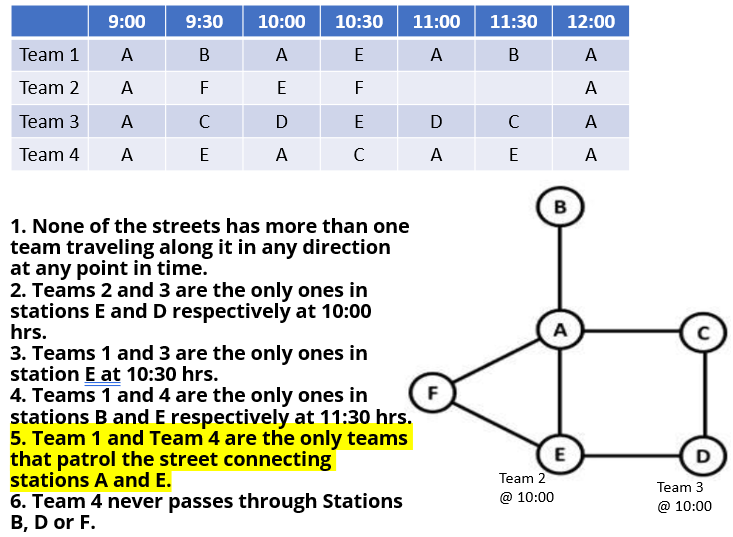 9:00 9:30 10:00 10:30 11:00 11:30 12:00
Team 1 A B A E A B A
Team 2 A F E F A
Team 3 A C D E D C A
Team 4 A E A C A E A
1. None of the streets has more than one
team traveling along it in any direction
at any point in time.
2. Teams 2 and 3 are the only ones in
stations E and D respectively at 10:00
hrs.
3. Teams 1 and 3 are the only ones in
station E at 10:30 hrs.
4. Teams 1 and 4 are the only ones in
stations B and E respectively at 11:30 hrs.
5. Team 1 and Team 4 are the only teams
that patrol the street connecting
stations A and E.
6. Team 4 never passes through Stations
B, D or F.
B
A
C
F
E
D
Team 2
@ 10:00
Team 3
@ 10:00